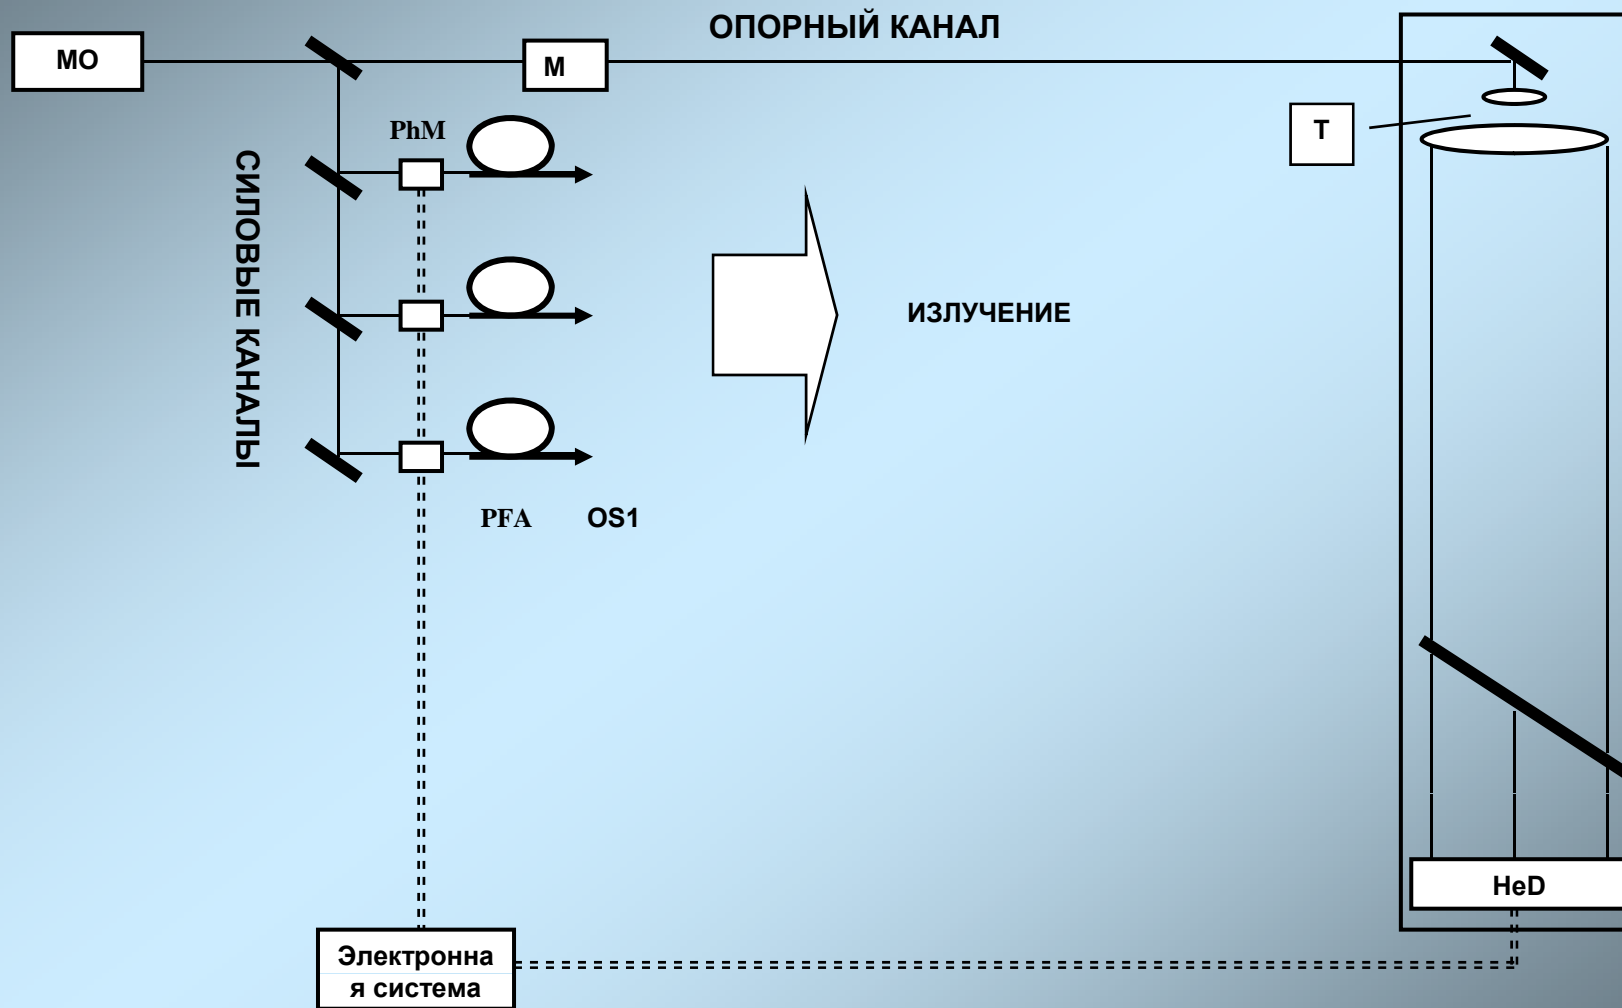 ОПОРНЫЙ КАНАЛ
МО
М
Т
PhM
СИЛОВЫЕ КАНАЛЫ
ИЗЛУЧЕНИЕ
PFA
OS1
HeD
Электронна
я система